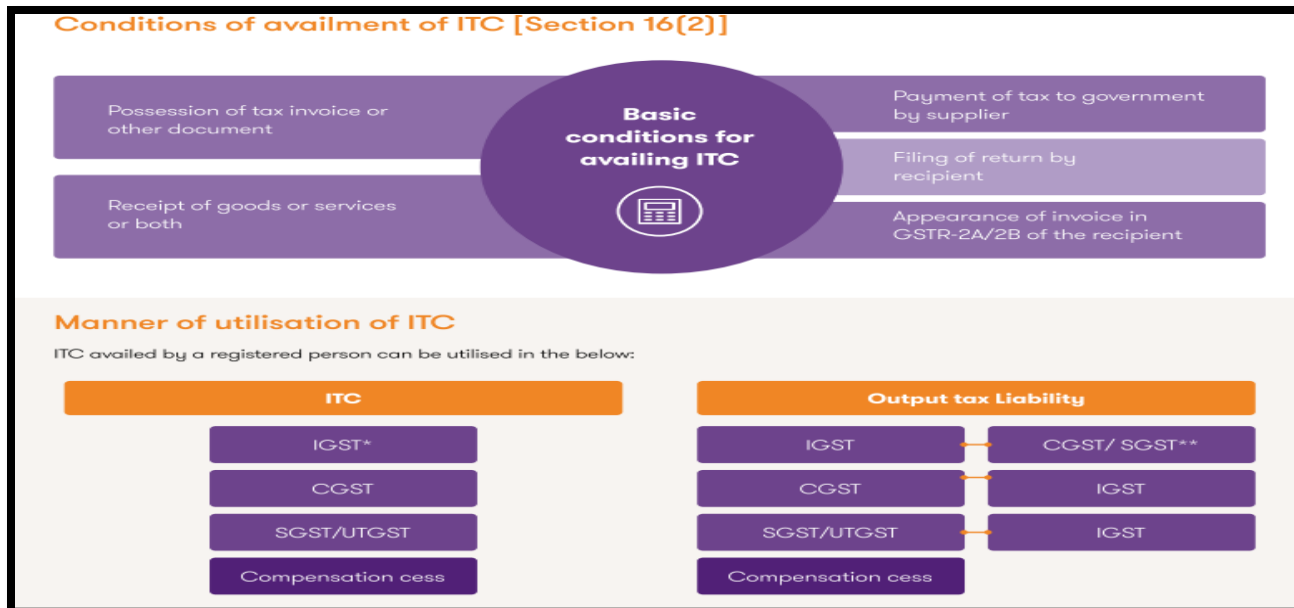 Conditions of availment of ITC [Section 16(2)]
Possession of tax invoice or
other document
Receipt of goods or services
or both
Basic
conditions for
availing ITC
Payment of tax to government
by supplier
Filing of return by
recipient
Appearance of invoice in
GSTR-2A/2B of the recipient
Manner of utilisation of ITC
ITC availed by a registered person can be utilised in the below:
ITC
Output tax Liability
IGST*
IGST
CGST/ SGST**
CGST
CGST
IGST
SGST/UTGST
SGST/UTGST
IGST
Compensation cess
Compensation cess